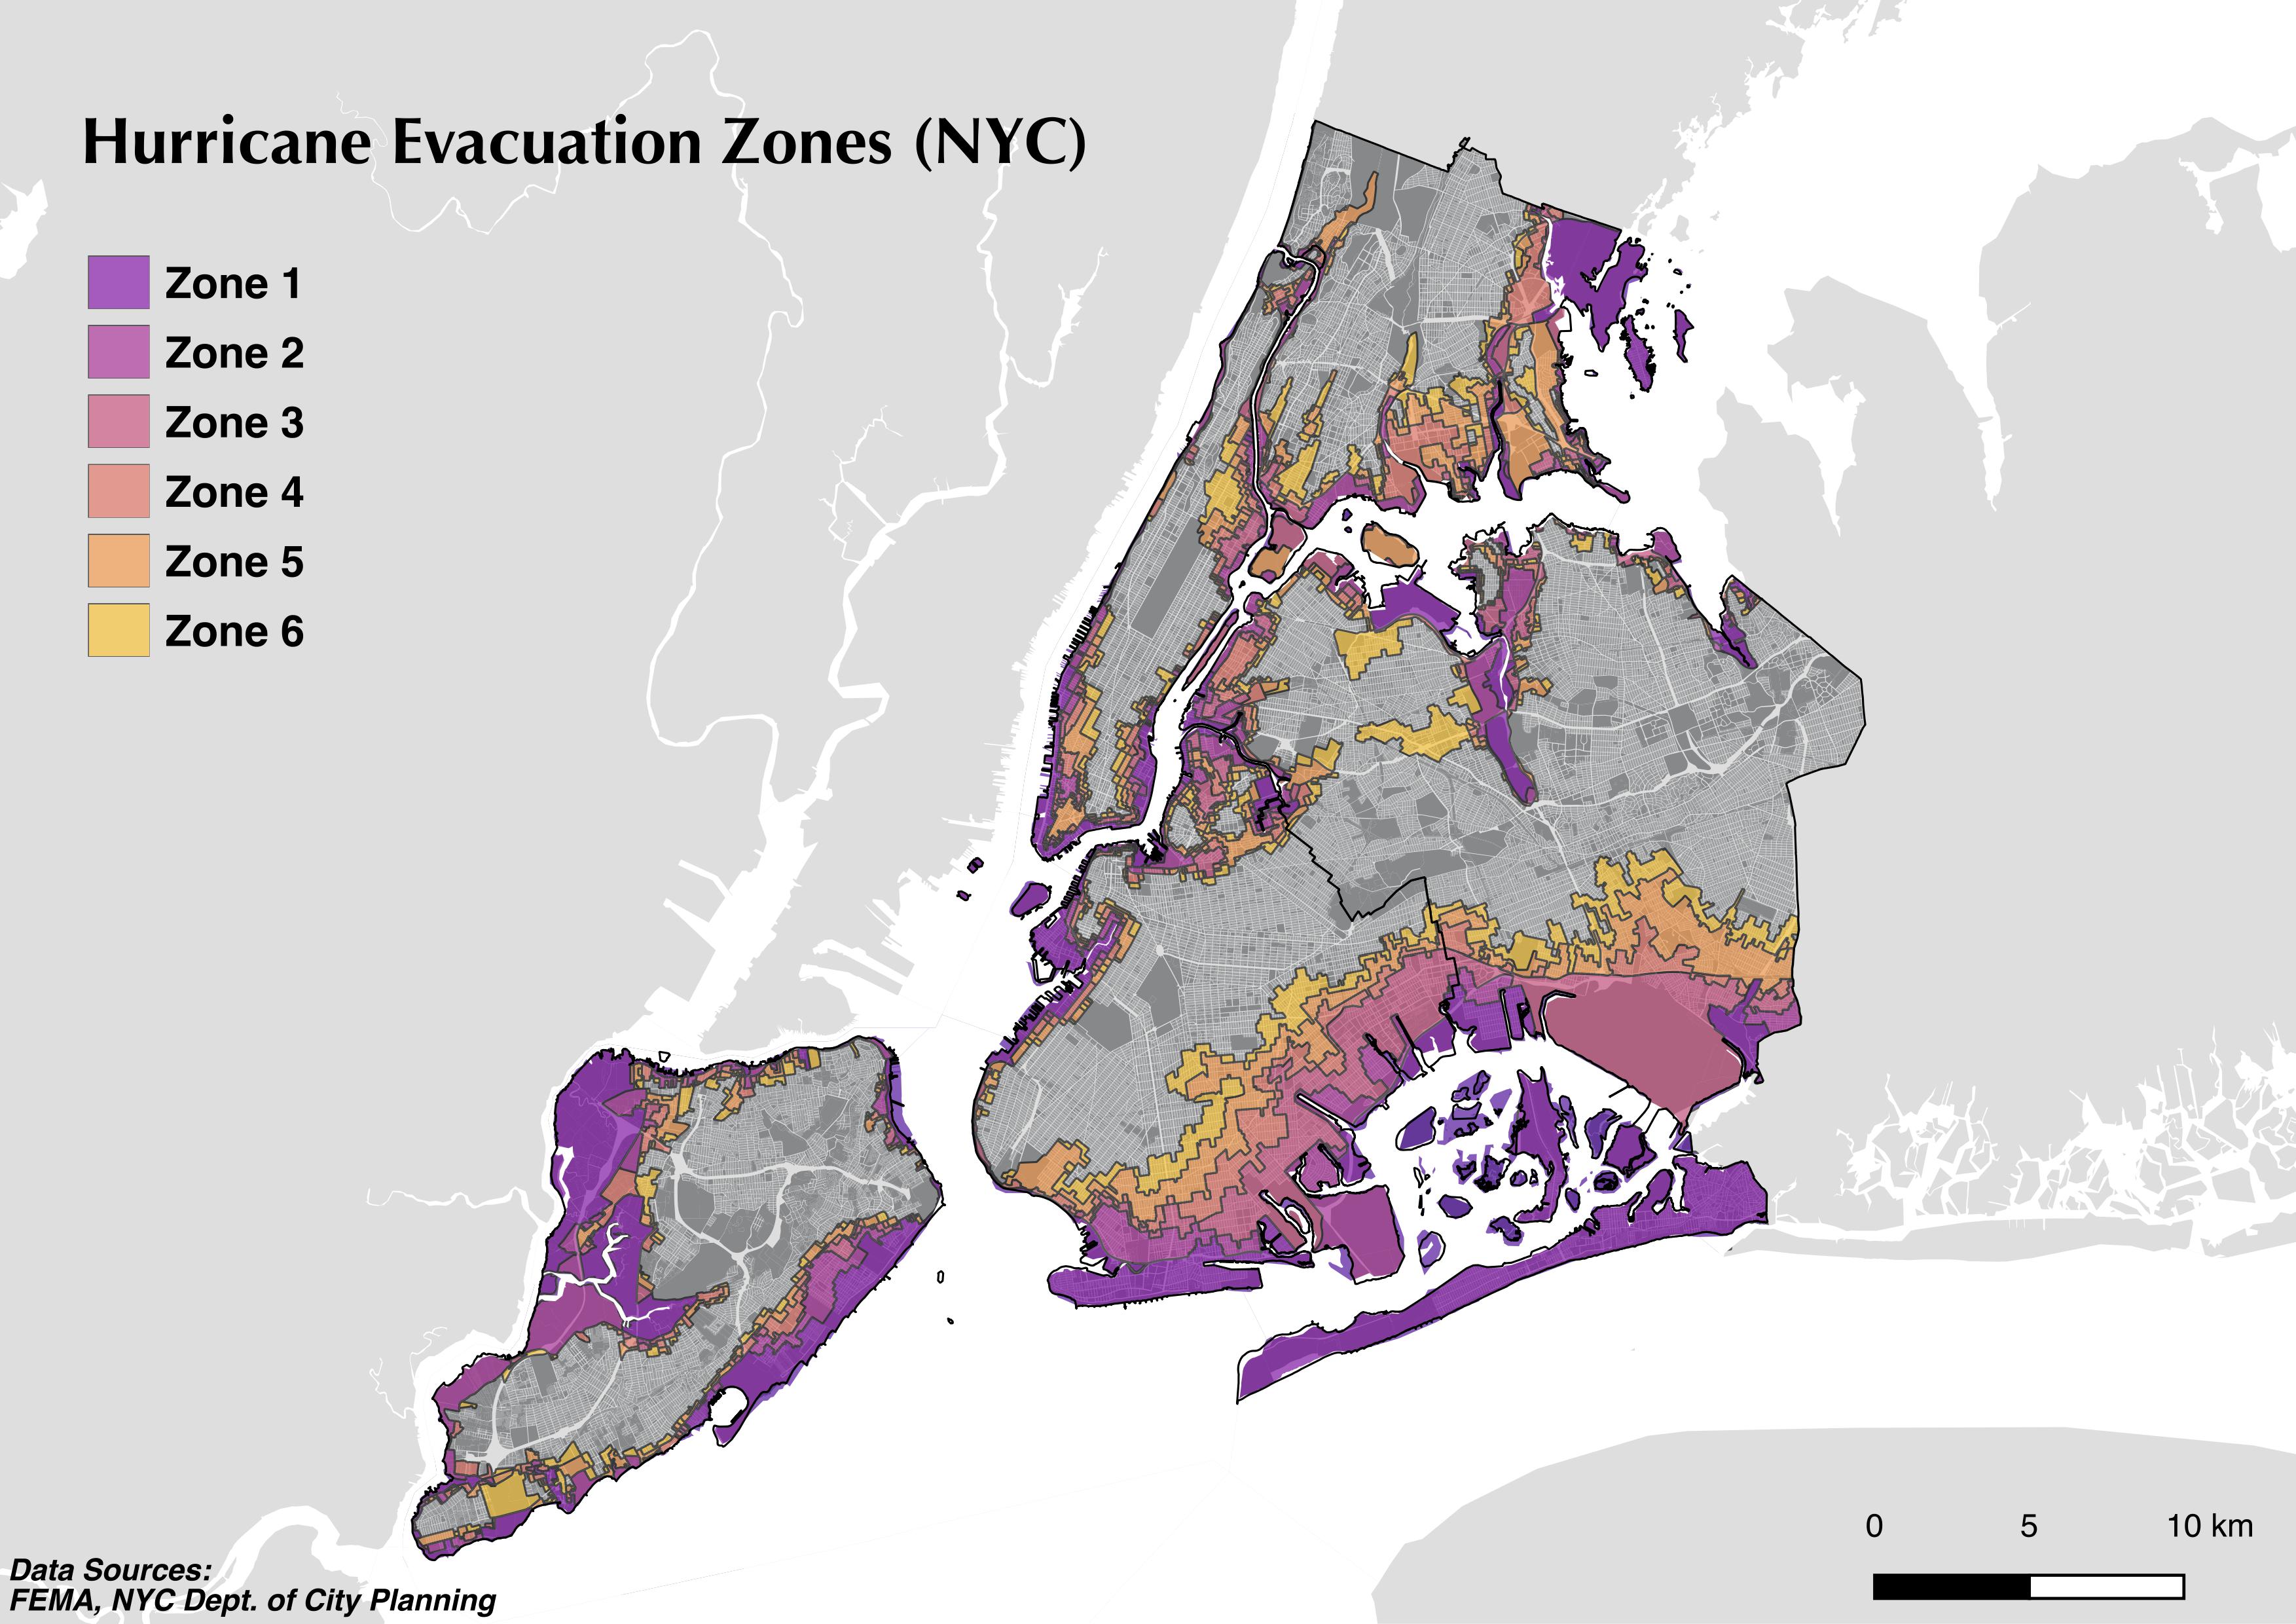 Hurricane Evacuation Zones (NYC)
Zone 1
Zone 2
Zone 3
Zone 4
Zone 5
Zone 6
0 5 10 km
Data Sources:
FEMA, NYC Dept. of City Planning